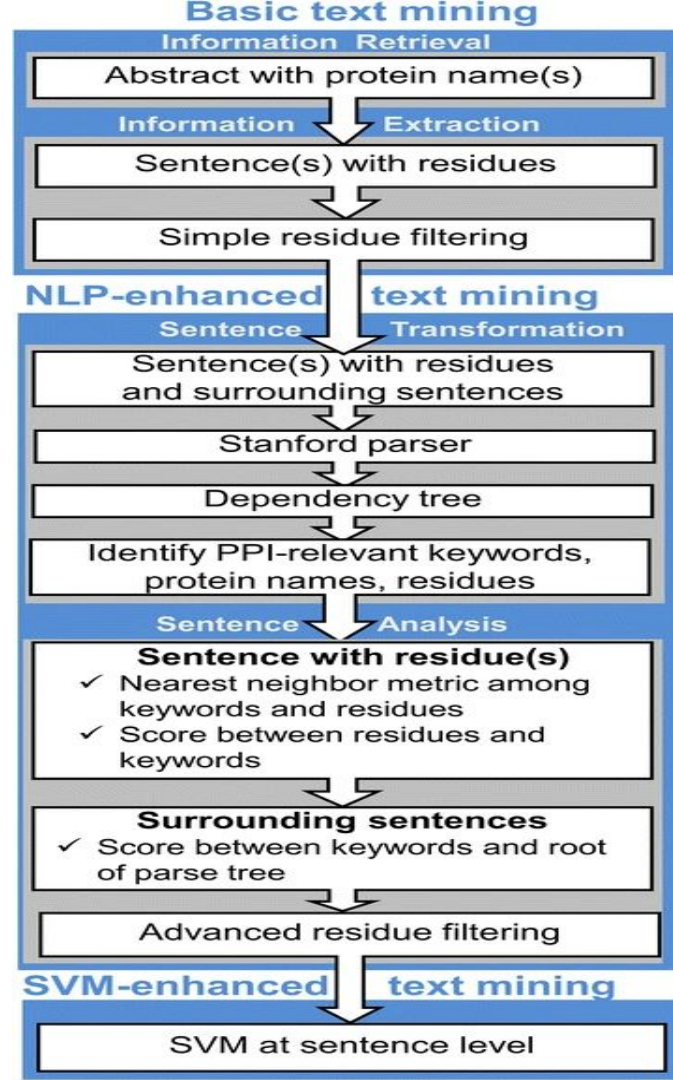 Basic text mining
Information Retrieval
Abstract with protein name(s)
Information Extraction
Sentence(s) with residues
Simple residue filtering
NLP-enhanced text mining
Sentence Transformation
Sentence(s) with residues
and surrounding sentences
Stanford parser
Dependency tree
Identify PPI-relevant keywords,
protein names, residues
Sentence Analysis
Sentence with residue(s)
✓ Nearest neighbor metric among
keywords and residues
✓ Score between residues and
keywords
Surrounding sentences
✓ Score between keywords and root
of parse tree
Advanced residue filtering
SVM-enhanced text mining
SVM at sentence level